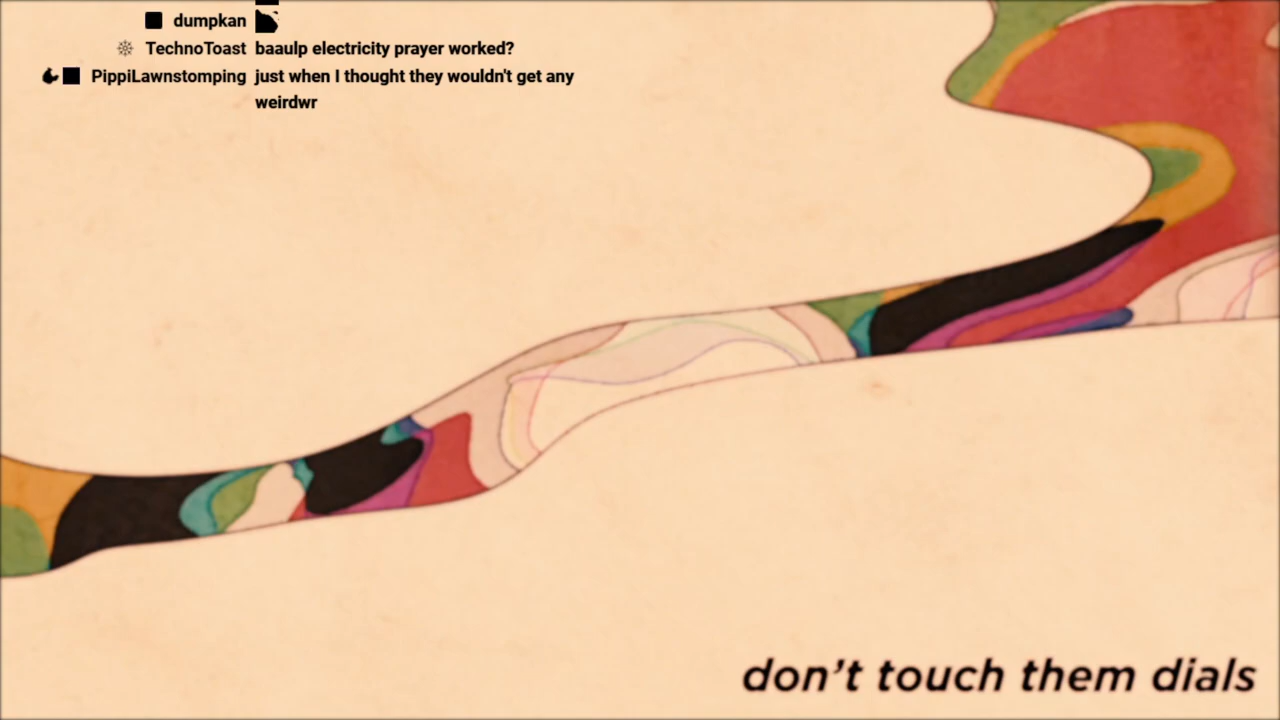 dumpkan
TechnoToast baaulp electricity prayer worked?
PippiLawnstomping just when I thought they wouldn't get any
weirdwr
don't touch them dials